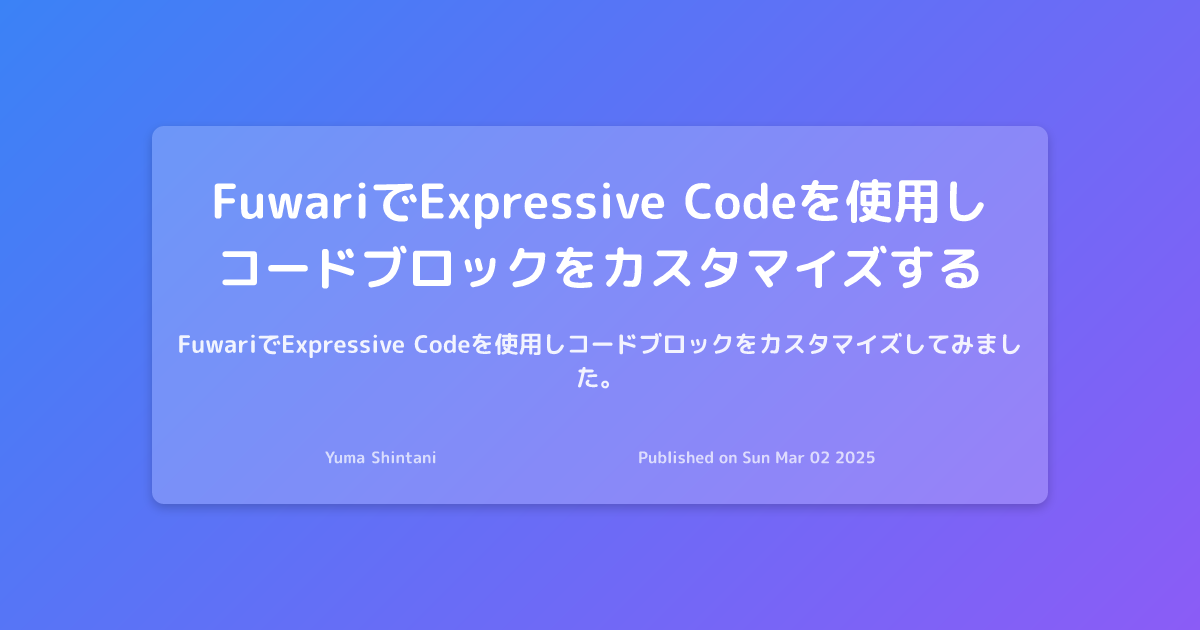 FuwariでExpressive Codeを使用し
コードブロックをカスタマイズする
FuwariでExpressive Codeを使用しコードブロックをカスタマイズしてみまし
た。
Yuma Shintani
Published on Sun Mar 02 2025